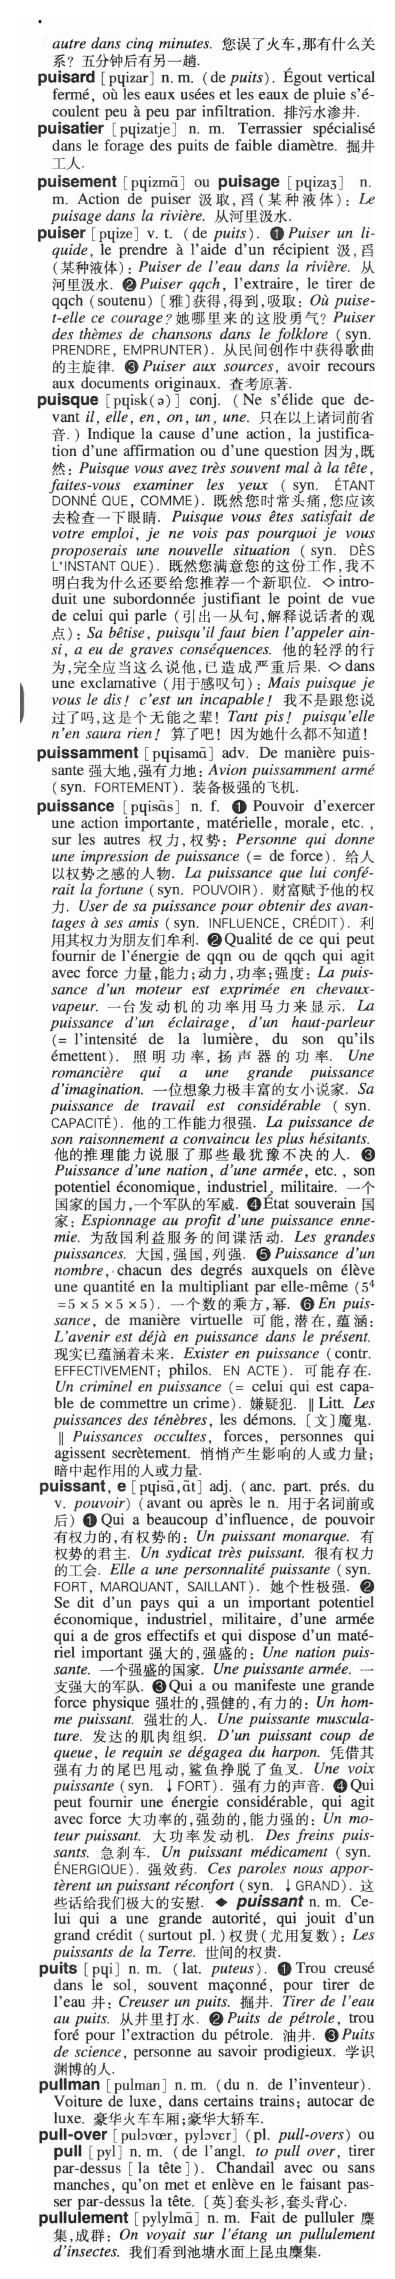 autre dans cinq minutes. 您误了火车,那有什么关
系? 五分钟后有另一趟.
puisard [pɥizar] n. m. (de puits). Égout vertical
fermé, où les eaux usées et les eaux de pluie s'é-
coulent peu à peu par infiltration. 排污水渗井.
puisatier [pɥizatje] n. m. Terrassier spécialisé
dans le forage des puits de faible diamètre. 掘井
工人.
puisement [pɥizmɑ̃] ou puisage [pɥizaʒ] n.
m. Action de puiser 汲取,舀(某种液体): Le
puisage dans la rivière. 从河里汲水.
puiser [pɥize] v. t. (de puits). ❶ Puiser un li-
quide, le prendre à l'aide d'un récipient 汲,舀
(某种液体): Puiser de l'eau dans la rivière. 从
河里汲水. ❷ Puiser qqch, l'extraire, le tirer de
qqch (soutenu) [雅]获得,得到,吸取: Où puise-
t-elle ce courage? 她哪里来的这股勇气? Puiser
des thèmes de chansons dans le folklore (syn.
PRENDRE, EMPRUNTER). 从民间创作中获得歌曲
的主旋律. ❸ Puiser aux sources, avoir recours
aux documents originaux. 查考原著.
puisque [pɥisk(ə)] conj. (Ne s'élide que de-
vant il, elle, en, on, un, une. 只在以上诸词前省
音.) Indique la cause d'une action, la justifica-
tion d'une affirmation ou d'une question 因为,既
然: Puisque vous avez très souvent mal à la tête,
faites-vous examiner les yeux (syn. ÉTANT
DONNÉ QUE, COMME). 既然您时常头痛,您应该
去检查一下眼睛. Puisque vous êtes satisfait de
votre emploi, je ne vois pas pourquoi je vous
proposerais une nouvelle situation (syn. DÈS
L'INSTANT QUE). 既然您满意您的这份工作,我不
明白我为什么还要给您推荐一个新职位. ◇ intro-
duit une subordonnée justifiant le point de vue
de celui qui parle (引出一从句,解释说话者的观
点): Sa bêtise, puisqu'il faut bien l'appeler ain-
si, a eu de graves conséquences. 他的轻浮的行
为,完全应当这么说他,已造成严重后果. ◇ dans
une exclamative (用于感叹句): Mais puisque je
vous le dis! c'est un incapable! 我不是跟您说
过了吗,这是个无能之辈! Tant pis! puisqu'elle
n'en saura rien! 算了吧! 因为她什么都不知道!
puissamment [pɥisamɑ̃] adv. De manière puis-
sante 强大地,强有力地: Avion puissamment armé
(syn. FORTEMENT). 装备极强的飞机.
puissance [pɥisɑ̃s] n. f. ❶ Pouvoir d'exercer
une action importante, matérielle, morale, etc.,
sur les autres 权力,权势: Personne qui donne
une impression de puissance (= de force). 给人
以权势之感的人物. La puissance que lui confé-
rait la fortune (syn. POUVOIR). 财富赋予他的权
力. User de sa puissance pour obtenir des avan-
tages à ses amis (syn. INFLUENCE, CRÉDIT). 利
用其权力为朋友们牟利. ❷ Qualité de ce qui peut
fournir de l'énergie de qqn ou de qqch qui agit
avec force 力量,能力;动力,功率;强度: La puis-
sance d'un moteur est exprimée en chevaux-
vapeur. 一台发动机的功率用马力来显示. La
puissance d'un éclairage, d'un haut-parleur
(= l'intensité de la lumière, du son qu'ils
émettent). 照明功率, 扬声器的功率. Une
romancière qui a une grande puissance
d'imagination. 一位想象力极丰富的女小说家. Sa
puissance de travail est considérable (syn.
CAPACITÉ). 他的工作能力很强. La puissance de
son raisonnement a convaincu les plus hésitants.
他的推理能力说服了那些最犹豫不决的人. ❸
Puissance d'une nation, d'une armée, etc., son
potentiel économique, industriel, militaire. 一个
国家的国力,一个军队的军威. ❹ État souverain 国
家: Espionnage au profit d'une puissance enne-
mie. 为敌国利益服务的间谍活动. Les grandes
puissances. 大国,强国,列强. ❺ Puissance d'un
nombre, chacun des degrés auxquels on élève
une quantité en la multipliant par elle-même (5⁴
=5×5×5×5). 一个数的乘方,幂. ❻ En puis-
sance, de manière virtuelle 可能,潜在,蕴涵:
L'avenir est déjà en puissance dans le présent.
现实已蕴涵着未来. Exister en puissance (contr.
EFFECTIVEMENT; philos. EN ACTE). 可能存在.
Un criminel en puissance (= celui qui est capa-
ble de commettre un crime). 嫌疑犯. ‖ Litt. Les
puissances des ténèbres, les démons. [文]魔鬼.
‖ Puissances occultes, forces, personnes qui
agissent secrètement. 悄悄产生影响的人或力量;
暗中起作用的人或力量.
puissant, e [pɥisɑ̃, ɑ̃t] adj. (anc. part. prés. du
v. pouvoir) (avant ou après le n. 用于名词前或
后) ❶ Qui a beaucoup d'influence, de pouvoir
有权力的,有权势的: Un puissant monarque. 有
权势的君主. Un sydicat très puissant. 很有权力
的工会. Elle a une personnalité puissante (syn.
FORT, MARQUANT, SAILLANT). 她个性极强. ❷
Se dit d'un pays qui a un important potentiel
économique, industriel, militaire, d'une armée
qui a de gros effectifs et qui dispose d'un maté-
riel important 强大的,强盛的: Une nation puis-
sante. 一个强盛的国家. Une puissante armée. 一
支强大的军队. ❸ Qui a ou manifeste une grande
force physique 强壮的,强健的,有力的: Un hom-
me puissant. 强壮的人. Une puissante muscula-
ture. 发达的肌肉组织. D'un puissant coup de
queue, le requin se dégagea du harpon. 凭借其
强有力的尾巴甩动,鲨鱼挣脱了鱼叉. Une voix
puissante (syn. ↓ FORT). 强有力的声音. ❹ Qui
peut fournir une énergie considérable, qui agit
avec force 大功率的,强劲的,能力强的: Un mo-
teur puissant. 大功率发动机. Des freins puis-
sants. 急刹车. Un puissant médicament (syn.
ÉNERGIQUE). 强效药. Ces paroles nous appor-
tèrent un puissant réconfort (syn. ↓ GRAND). 这
些话给我们极大的安慰. ◆ puissant n. m. Ce-
lui qui a une grande autorité, qui jouit d'un
grand crédit (surtout pl.) 权贵(尤用复数): Les
puissants de la Terre. 世间的权贵.
puits [pɥi] n. m. (lat. puteus). ❶ Trou creusé
dans le sol, souvent maçonné, pour tirer de
l'eau 井: Creuser un puits. 掘井. Tirer de l'eau
au puits. 从井里打水. ❷ Puits de pétrole, trou
foré pour l'extraction du pétrole. 油井. ❸ Puits
de science, personne au savoir prodigieux. 学识
渊博的人.
pullman [pulman] n. m. (du n. de l'inventeur).
Voiture de luxe, dans certains trains; autocar de
luxe. 豪华火车车厢;豪华大轿车.
pull-over [pulɔvœr, pylɔvɛr] (pl. pull-overs) ou
pull [pyl] n. m. (de l'angl. to pull over, tirer
par-dessus [la tête]). Chandail avec ou sans
manches, qu'on met et enlève en le faisant pas-
ser par-dessus la tête. [英]套头衫,套头背心.
pullulement [pylylmɑ̃] n. m. Fait de pulluler 麇
集,成群: On voyait sur l'étang un pullulement
d'insectes. 我们看到池塘水面上昆虫麇集.